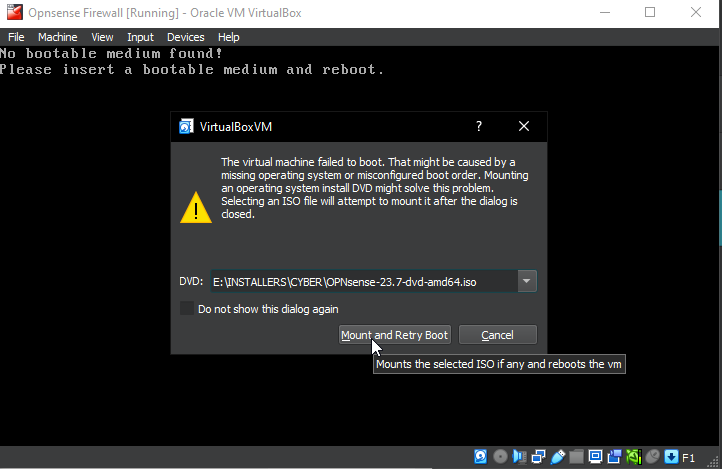 Opnsense Firewall [Running] - Oracle VM VirtualBox
File Machine View Input Devices Help
No bootable medium found!
Please insert a bootable medium and reboot.
VirtualBoxVM
?
The virtual machine failed to boot. That might be caused by a
missing operating system or misconfigured boot order. Mounting
an operating system install DVD might solve this problem.
Selecting an ISO file will attempt to mount it after the dialog is
closed.
DVD: E:\INSTALLERS\CYBER\OPNsense-23.7-dvd-amd64.iso
Do not show this dialog again
Mount and Retry Boot Cancel
Mounts the selected ISO if any and reboots the vm
F1